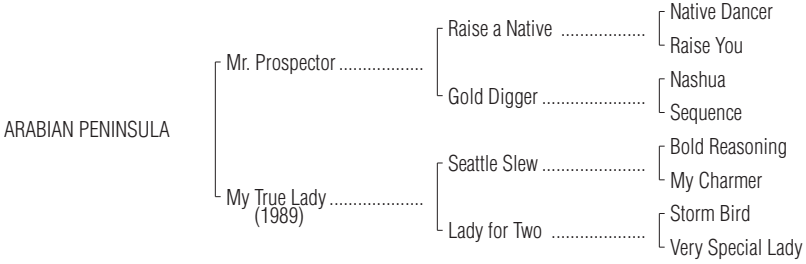 Native Dancer
Raise a Native ..................
Raise You
Mr. Prospector ..................
Nashua
Gold Digger ......................
Sequence
ARABIAN PENINSULA
Bold Reasoning
Seattle Slew ......................
My Charmer
My True Lady ....................
(1989)
Storm Bird
Lady for Two ....................
Very Special Lady